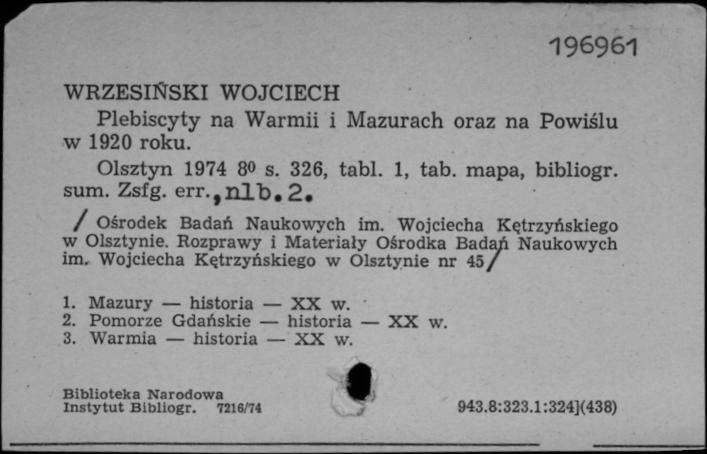 196961
WRZESIŃSKI WOJCIECH
Plebiscyty na Warmii i Mazurach oraz na Powiślu
w 1920 roku.
Olsztyn 1974 8⁰ s. 326, tabl. 1, tab. mapa, bibliogr.
sum. Zsfg. err., nlb. 2.
/ Ośrodek Badań Naukowych im. Wojciecha Kętrzyńskiego
w Olsztynie. Rozprawy i Materiały Ośrodka Badań Naukowych
im. Wojciecha Kętrzyńskiego w Olsztynie nr 45/
1. Mazury — historia — XX w.
2. Pomorze Gdańskie — historia — XX w.
3. Warmia — historia — XX w.
Biblioteka Narodowa
Instytut Bibliogr. 7216/74
943.8:323.1:324](438)